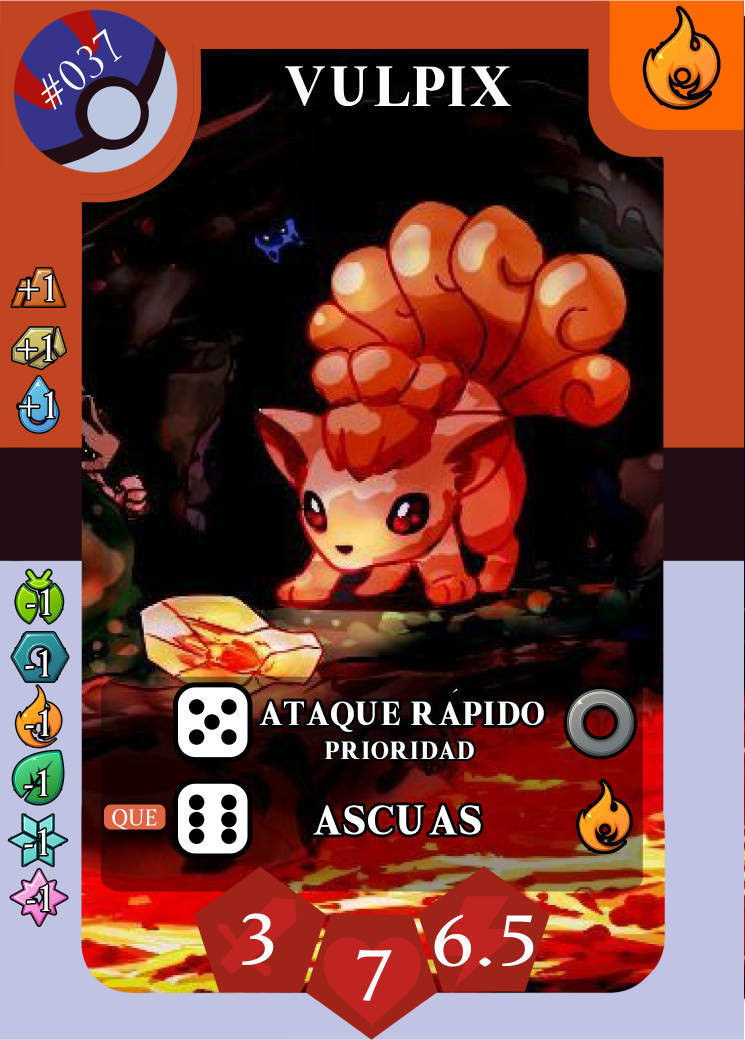 #037
VULPIX
+1
+1
+1
-1
-1
-1
-1
-1
-1
ATAQUE RÁPIDO
PRIORIDAD
QUE
ASCUAS
3
7
6.5